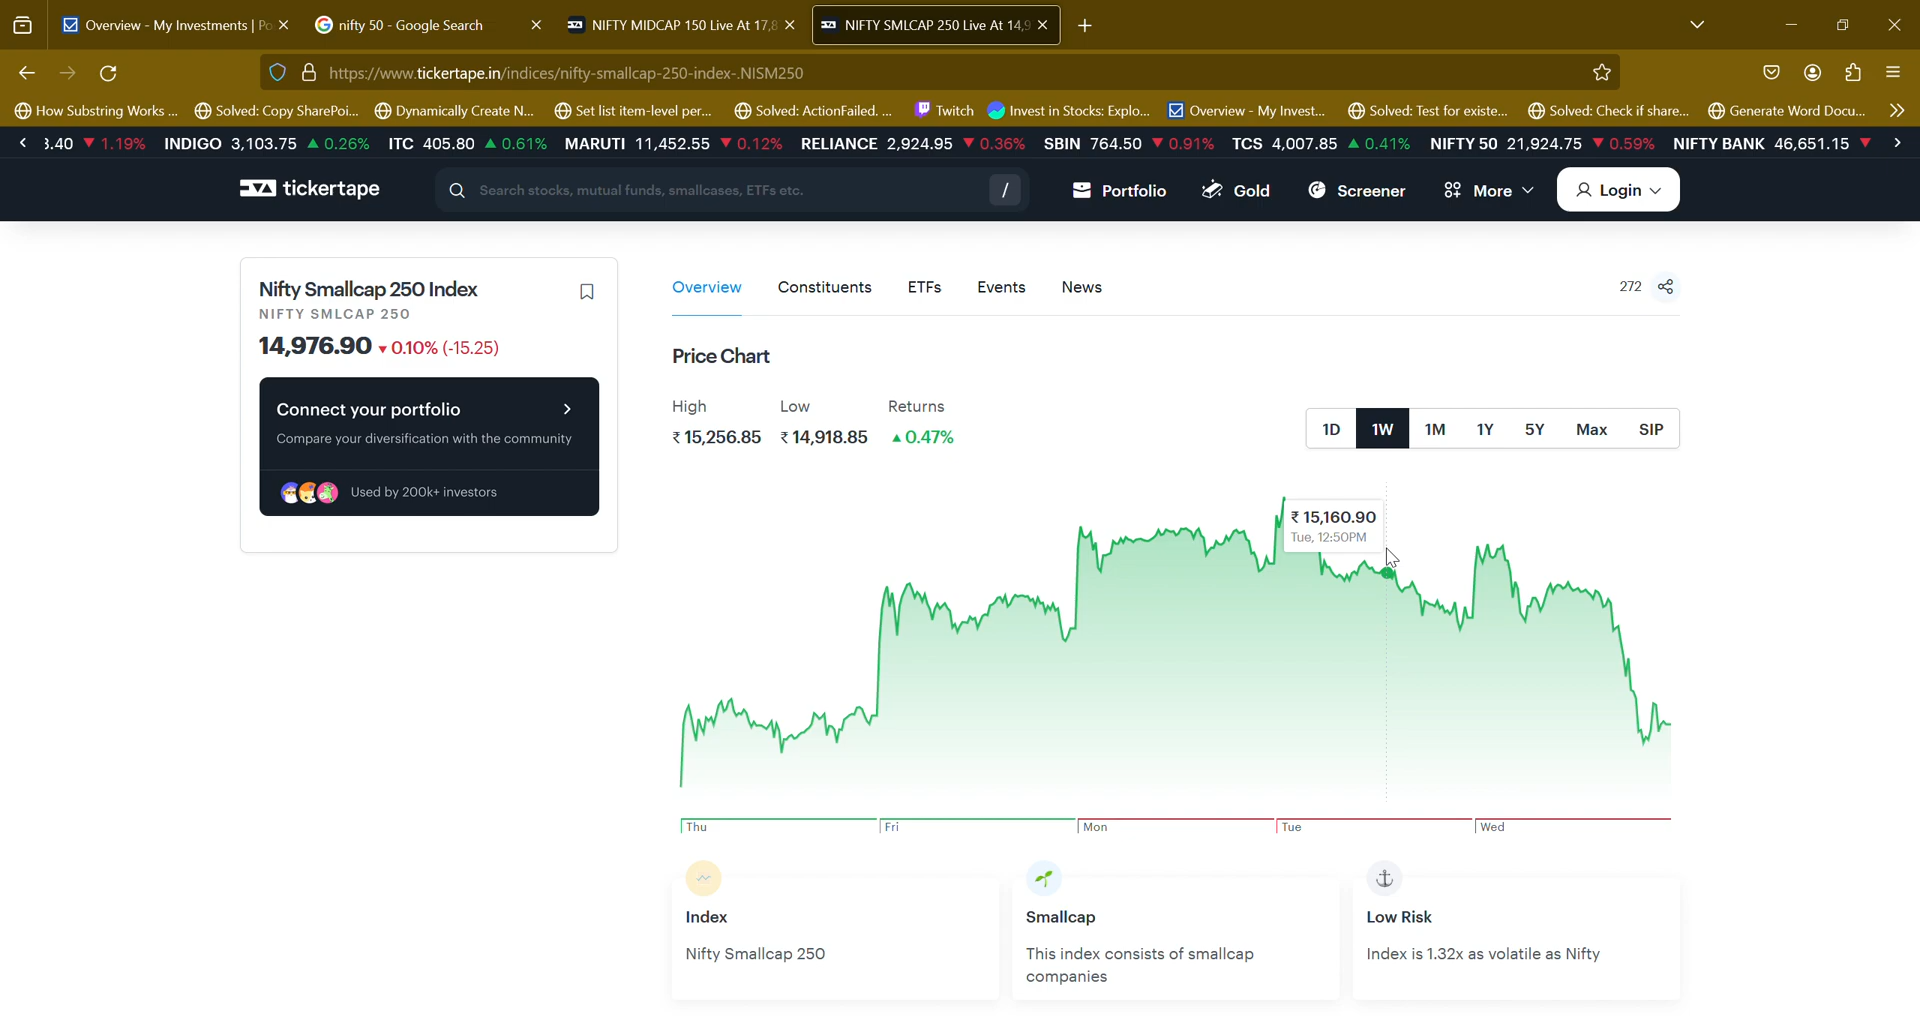 Overview - My Investments | Po
nifty 50 - Google Search
NIFTY MIDCAP 150 Live At 17,8
NIFTY SMLCAP 250 Live At 14,9
https://www.tickertape.in/indices/nifty-smallcap-250-index-.NISM250
How Substring Works ...
Solved: Copy SharePoi...
Dynamically Create N...
Set list item-level per...
Solved: ActionFailed. ...
Twitch
Invest in Stocks: Explo...
Overview - My Invest...
Solved: Test for existe...
Solved: Check if share...
Generate Word Docu...
3.40 ▼ 1.19% INDIGO 3,103.75 ▲ 0.26% ITC 405.80 ▲ 0.61% MARUTI 11,452.55 ▼ 0.12% RELIANCE 2,924.95 ▼ 0.36% SBIN 764.50 ▼ 0.91% TCS 4,007.85 ▲ 0.41% NIFTY 50 21,924.75 ▼ 0.59% NIFTY BANK 46,651.15 ▼
tickertape
Search stocks, mutual funds, smallcases, ETFs etc.
/
Portfolio
Gold
Screener
More
Login
Nifty Smallcap 250 Index
NIFTY SMLCAP 250
14,976.90 ▼ 0.10% (-15.25)
Connect your portfolio
Compare your diversification with the community
Used by 200k+ investors
Overview Constituents ETFs Events News
272
Price Chart
High Low Returns
₹ 15,256.85 ₹ 14,918.85 ▲ 0.47%
1D 1W 1M 1Y 5Y Max SIP
₹ 15,160.90
Tue, 12:50PM
Thu Fri Mon Tue Wed
Index
Nifty Smallcap 250
Smallcap
This index consists of smallcap
companies
Low Risk
Index is 1.32x as volatile as Nifty